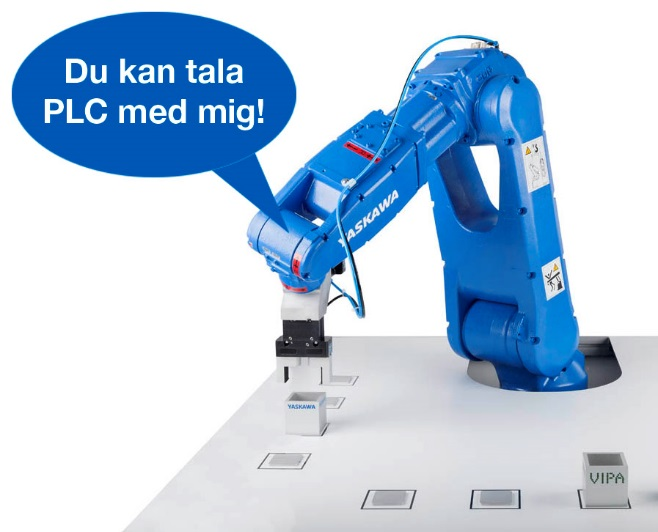 Du kan tala
PLC med mig!
YASKAWA
YASKAWA
VIPA